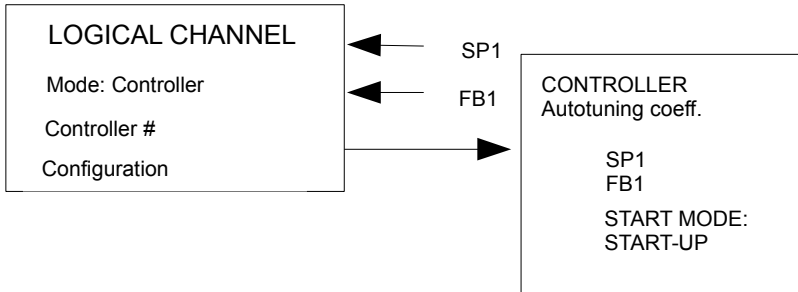 LOGICAL CHANNEL
Mode: Controller
Controller #
Configuration
SP1
FB1
CONTROLLER
Autotuning coeff.
SP1
FB1
START MODE:
START-UP